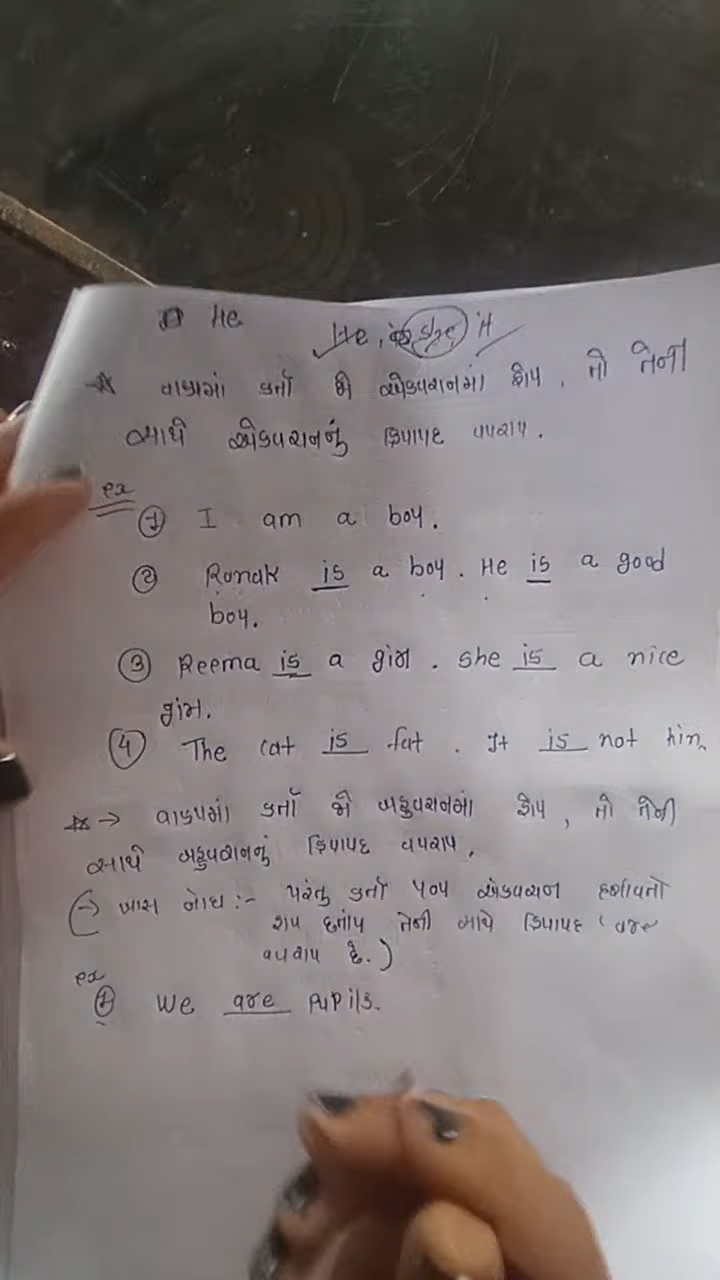 He
He, she it
વાક્યમાં કર્તા જો એકવચનમાં હોય, તો તેની
સાથે એકવચનનું ક્રિયાપદ વપરાય.
ex
① I am a boy.
② Ronak is a boy. He is a good
boy.
③ Reema is a girl. she is a nice
girl.
④ The cat is fat. It is not him
→ વાક્યમાં કર્તા જો બહુવચનમાં હોય, તો તેની
સાથે બહુવચનનું ક્રિયાપદ વપરાય.
→ ખાસ નોંધ :- પરંતુ કર્તા એકવચન દર્શાવતો
હોય છતાંય તેની સાથે ક્રિયાપદ 'are
વપરાય છે.)
ex
① We are pupils.